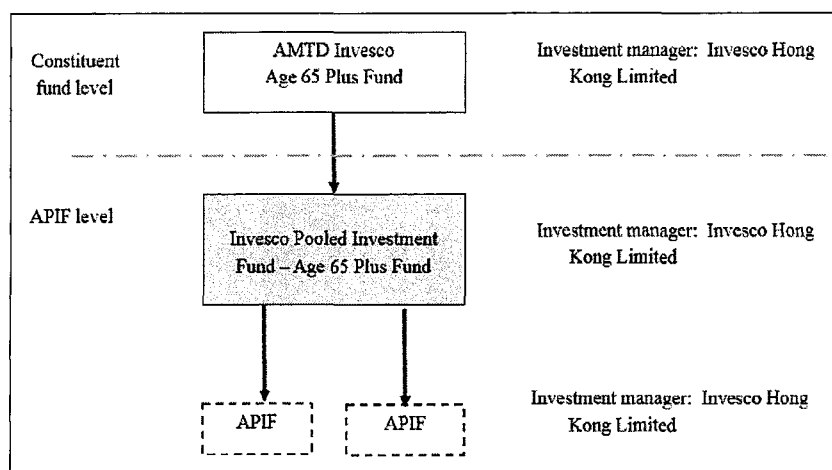 Constituent
fund level
AMTD Invesco
Age 65 Plus Fund
Investment manager: Invesco Hong
Kong Limited
APIF level
Invesco Pooled Investment
Fund – Age 65 Plus Fund
Investment manager: Invesco Hong
Kong Limited
APIF
APIF
Investment manager: Invesco Hong
Kong Limited